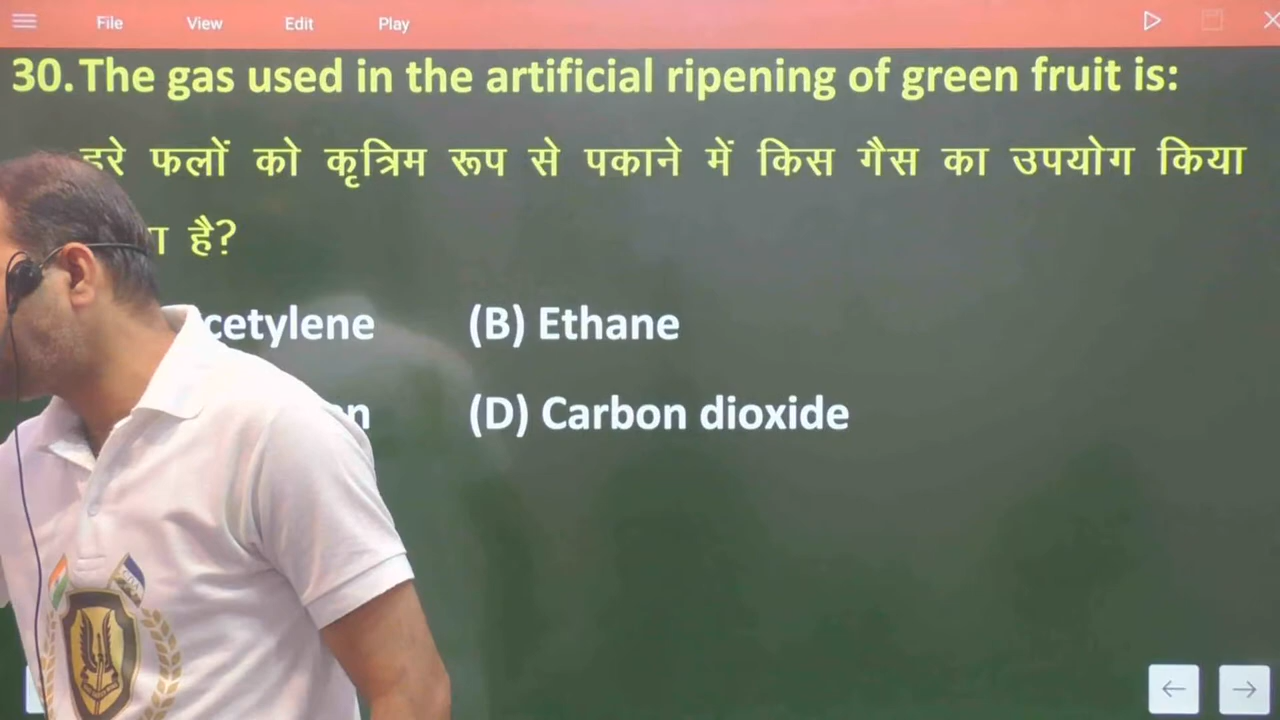 File View Edit Play
30. The gas used in the artificial ripening of green fruit is:
फलों को कृत्रिम रूप से पकाने में किस गैस का उपयोग किया
है?
cetylene (B) Ethane
(D) Carbon dioxide